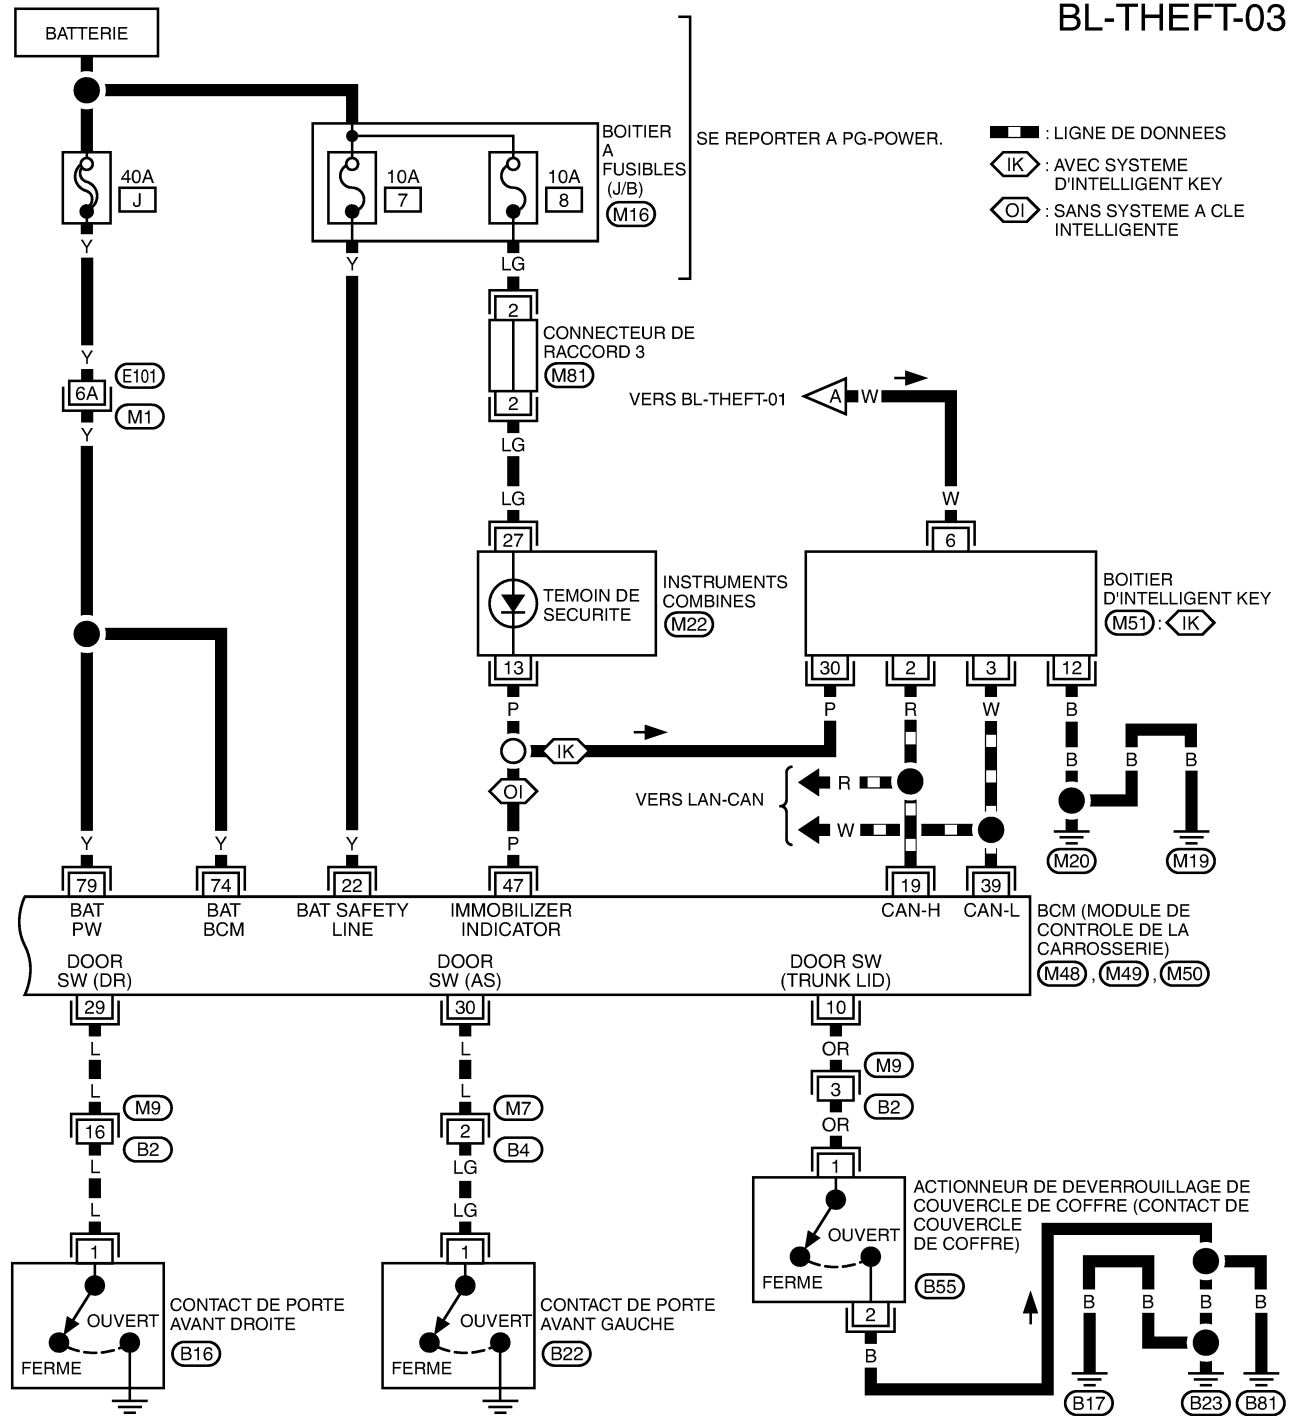 BL-THEFT-03
BATTERIE
40A
J
BOITIER
A
FUSIBLES
(J/B)
M16
10A
7
10A
8
SE REPORTER A PG-POWER.
: LIGNE DE DONNEES
IK : AVEC SYSTEME
D'INTELLIGENT KEY
OI : SANS SYSTEME A CLE
INTELLIGENTE
Y
Y
LG
2
CONNECTEUR DE
RACCORD 3
M81
2
Y
E101
6A
M1
Y
VERS BL-THEFT-01
A
W
LG
LG
W
27
6
TEMOIN DE
SECURITE
INSTRUMENTS
COMBINES
M22
BOITIER
D'INTELLIGENT KEY
M51 : IK
13
30
2
3
12
P
P
R
W
B
IK
OI
B
B
B
VERS LAN-CAN
R
W
M20
M19
Y
Y
Y
P
79
74
22
47
19
39
BAT
PW
BAT
BCM
BAT SAFETY
LINE
IMMOBILIZER
INDICATOR
CAN-H
CAN-L
BCM (MODULE DE
CONTROLE DE LA
CARROSSERIE)
M48 , M49 , M50
DOOR
SW (DR)
DOOR
SW (AS)
DOOR SW
(TRUNK LID)
29
30
10
L
L
OR
L
L
M9
3
B2
M9
16
B2
M7
2
B4
OR
L
LG
L
LG
1
1
1
ACTIONNEUR DE DEVERROUILLAGE DE
COUVERCLE DE COFFRE (CONTACT DE
COUVERCLE
DE COFFRE)
B55
OUVERT
FERME
2
B
OUVERT
FERME
CONTACT DE PORTE
AVANT DROITE
B16
OUVERT
FERME
CONTACT DE PORTE
AVANT GAUCHE
B22
B
B
B
B
B17
B23
B81